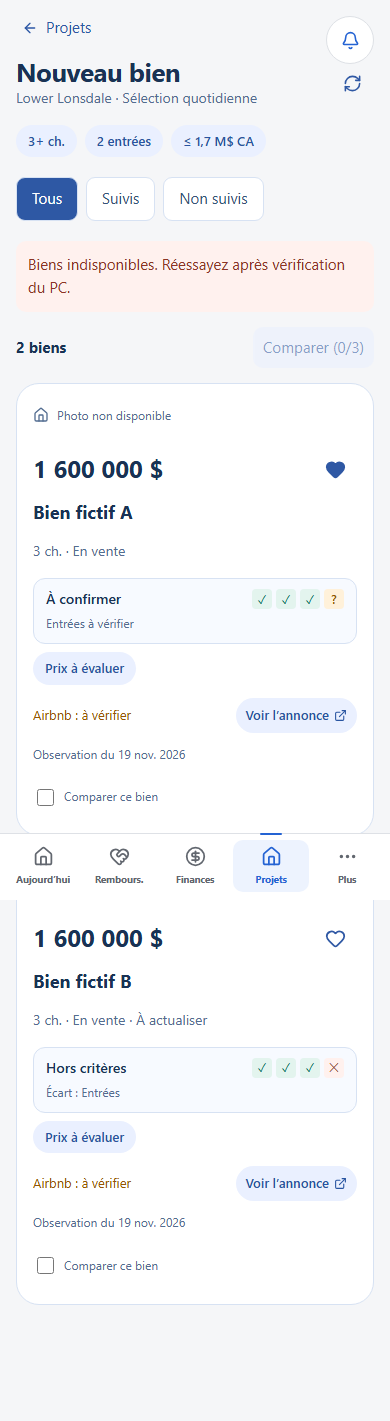 Projets
Nouveau bien
Lower Lonsdale · Sélection quotidienne
3+ ch.
2 entrées
≤ 1,7 M$ CA
Tous
Suivis
Non suivis
Biens indisponibles. Réessayez après vérification
du PC.
2 biens
Comparer (0/3)
Photo non disponible
1 600 000 $
Bien fictif A
3 ch. · En vente
À confirmer
✓ ✓ ✓ ?
Entrées à vérifier
Prix à évaluer
Airbnb : à vérifier
Voir l’annonce
Observation du 19 nov. 2026
Comparer ce bien
Aujourd’hui
Rembours.
Finances
Projets
Plus
1 600 000 $
Bien fictif B
3 ch. · En vente · À actualiser
Hors critères
✓ ✓ ✓ ×
Écart : Entrées
Prix à évaluer
Airbnb : à vérifier
Voir l’annonce
Observation du 19 nov. 2026
Comparer ce bien